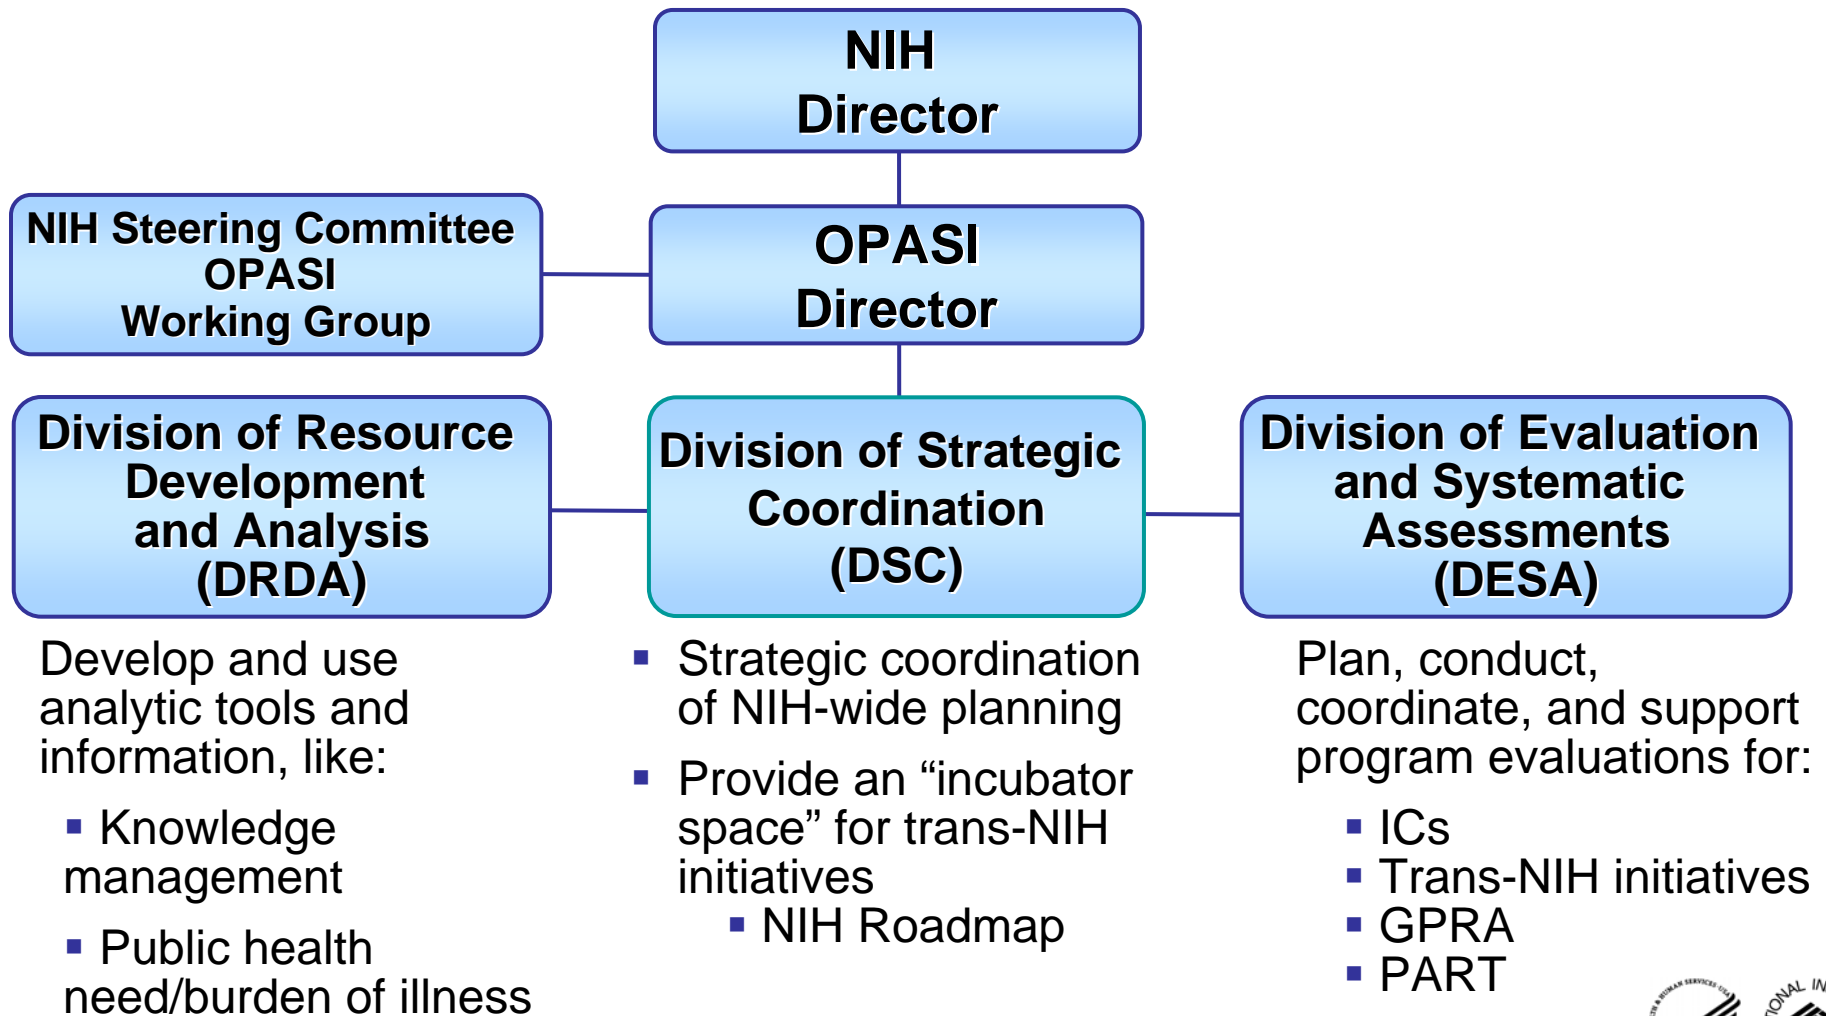 NIH
Director
NIH Steering Committee
OPASI
Working Group
OPASI
Director
Division of Resource
Development
and Analysis
(DRDA)
Division of Strategic
Coordination
(DSC)
Division of Evaluation
and Systematic
Assessments
(DESA)
Develop and use
analytic tools and
information, like:
▪ Knowledge
management
▪ Public health
need/burden of illness
▪ Strategic coordination
of NIH-wide planning
▪ Provide an “incubator
space” for trans-NIH
initiatives
▪ NIH Roadmap
Plan, conduct,
coordinate, and support
program evaluations for:
▪ ICs
▪ Trans-NIH initiatives
▪ GPRA
▪ PART